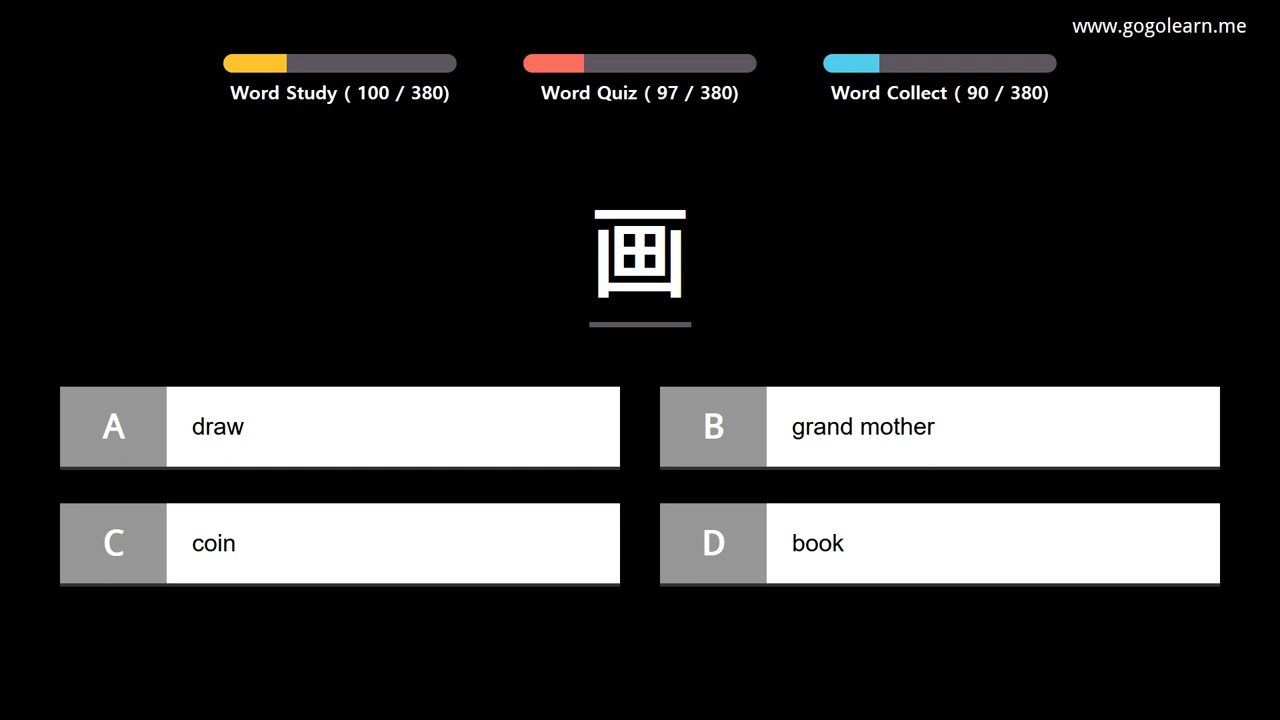 www.gogolearn.me
Word Study ( 100 / 380)
Word Quiz ( 97 / 380)
Word Collect ( 90 / 380)
画
A draw
B grand mother
C coin
D book